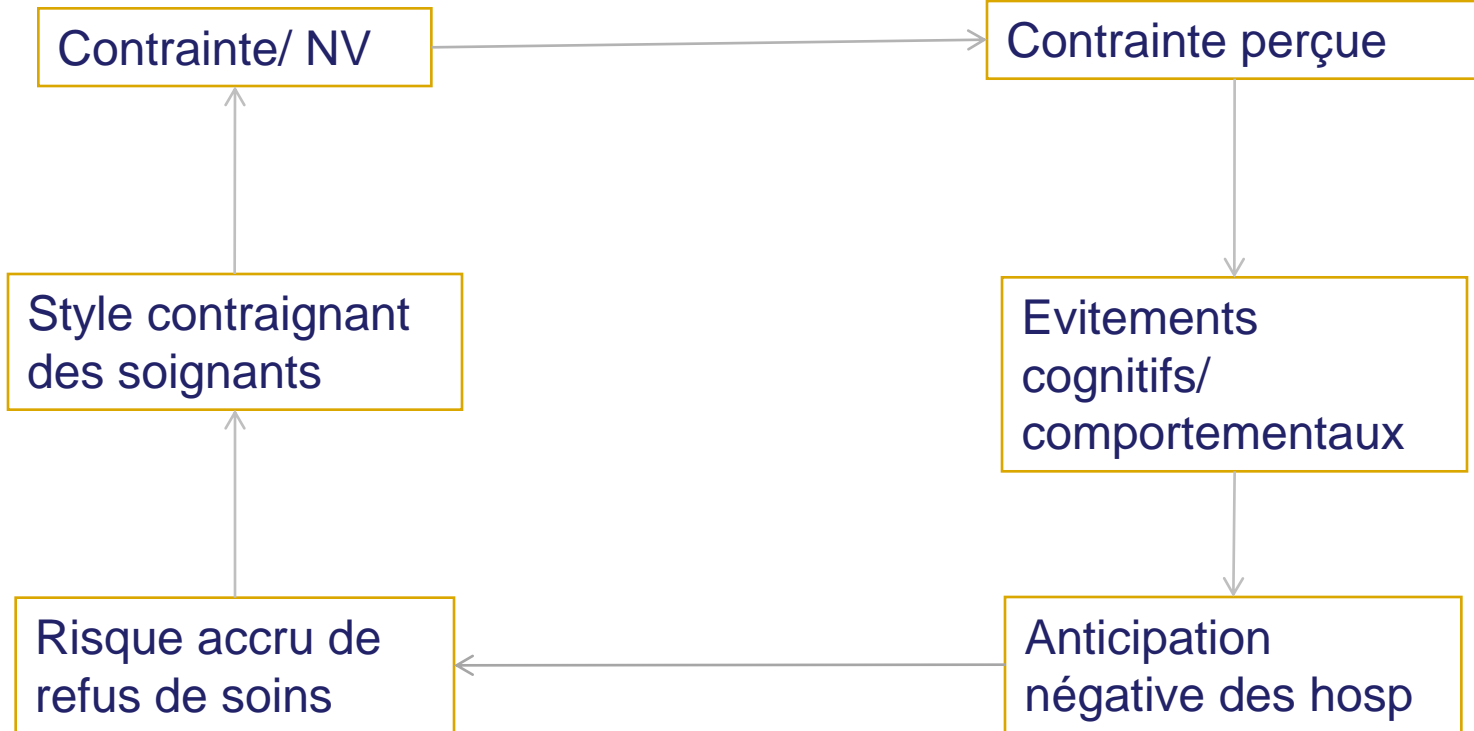 Contrainte/ NV
Contrainte perçue
Style contraignant
des soignants
Evitements
cognitifs/
comportementaux
Risque accru de
refus de soins
Anticipation
négative des hosp